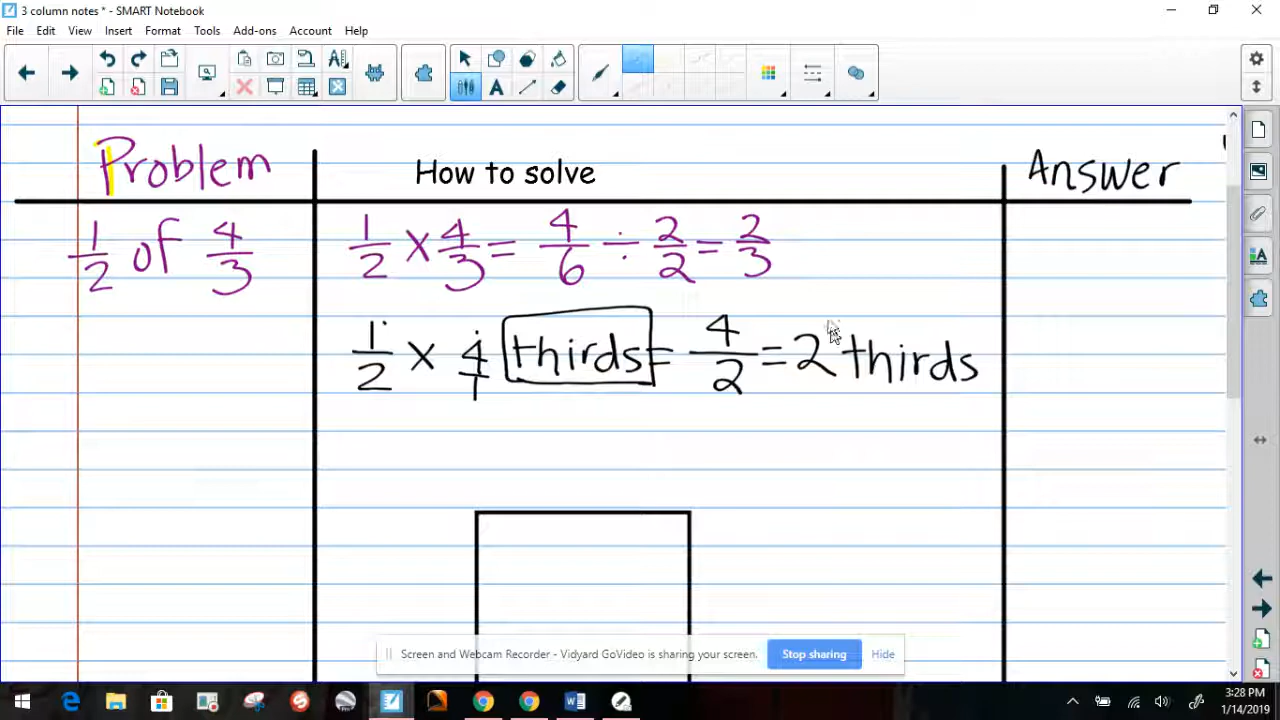 3 column notes * - SMART Notebook
File Edit View Insert Format Tools Add-ons Account Help
Problem How to solve Answer
1/2 of 4/3 1/2 × 4/3 = 4/6 ÷ 2/2 = 2/3
1/2 × 4/1 thirds = 4/2 = 2 thirds
Screen and Webcam Recorder - Vidyard GoVideo is sharing your screen. Stop sharing Hide
3:28 PM
1/14/2019